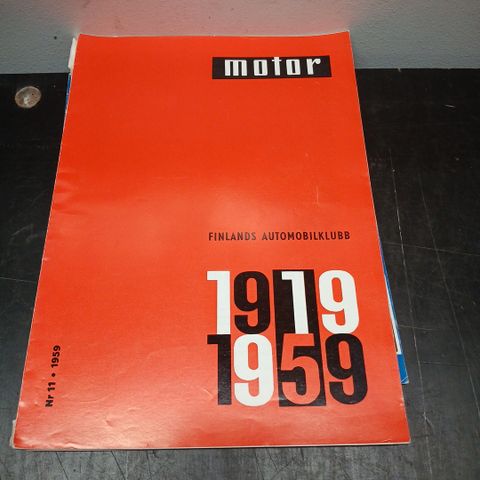 motor
FINLANDS AUTOMOBILKLUBB
1919
1959
Nr 11 • 1959